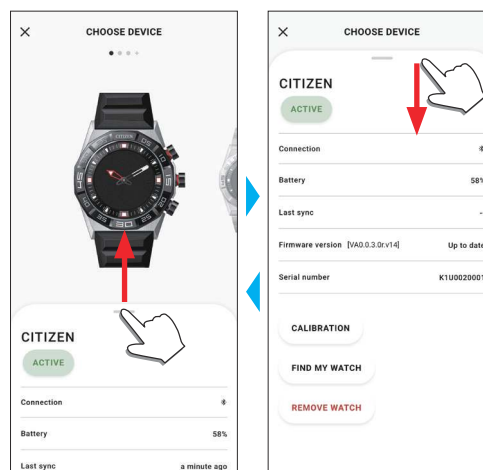 CHOOSE DEVICE
CITIZEN
ACTIVE
Connection
Battery 58%
Last sync a minute ago
CHOOSE DEVICE
CITIZEN
ACTIVE
Connection
Battery 58%
Last sync -
Firmware version [VA0.0.3.0r.v14] Up to date
Serial number K1U0020001
CALIBRATION
FIND MY WATCH
REMOVE WATCH